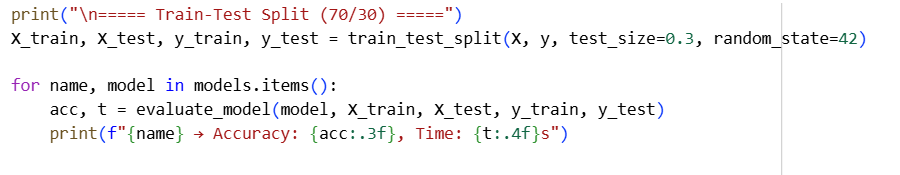 print("\n===== Train-Test Split (70/30) =====")
X_train, X_test, y_train, y_test = train_test_split(X, y, test_size=0.3, random_state=42)
for name, model in models.items():
    acc, t = evaluate_model(model, X_train, X_test, y_train, y_test)
    print(f"{name} → Accuracy: {acc:.3f}, Time: {t:.4f}s")